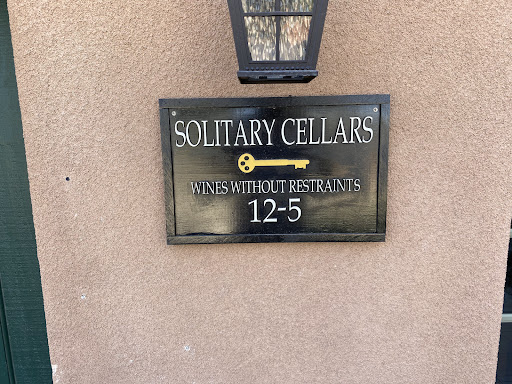 SOLITARY CELLARS
WINES WITHOUT RESTRAINTS
12-5